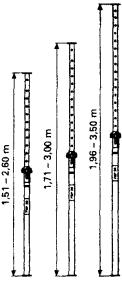 1,51 – 2,60 m
1,71 – 3,00 m
1,96 – 3,50 m